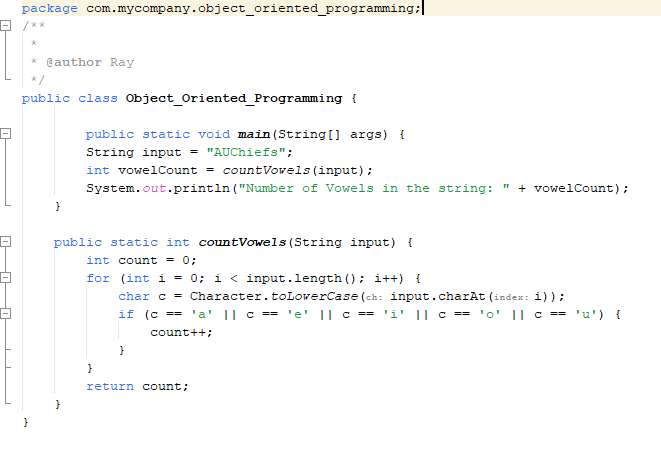 package com.mycompany.object_oriented_programming;
/**
 *
 * @author Ray
 */
public class Object_Oriented_Programming {

        public static void main(String[] args) {
        String input = "AUChiefs";
        int vowelCount = countVowels(input);
        System.out.println("Number of Vowels in the string: " + vowelCount);
    }

    public static int countVowels(String input) {
        int count = 0;
        for (int i = 0; i < input.length(); i++) {
            char c = Character.toLowerCase(ch: input.charAt(index: i));
            if (c == 'a' || c == 'e' || c == 'i' || c == 'o' || c == 'u') {
                count++;
            }
        }
        return count;
    }
}